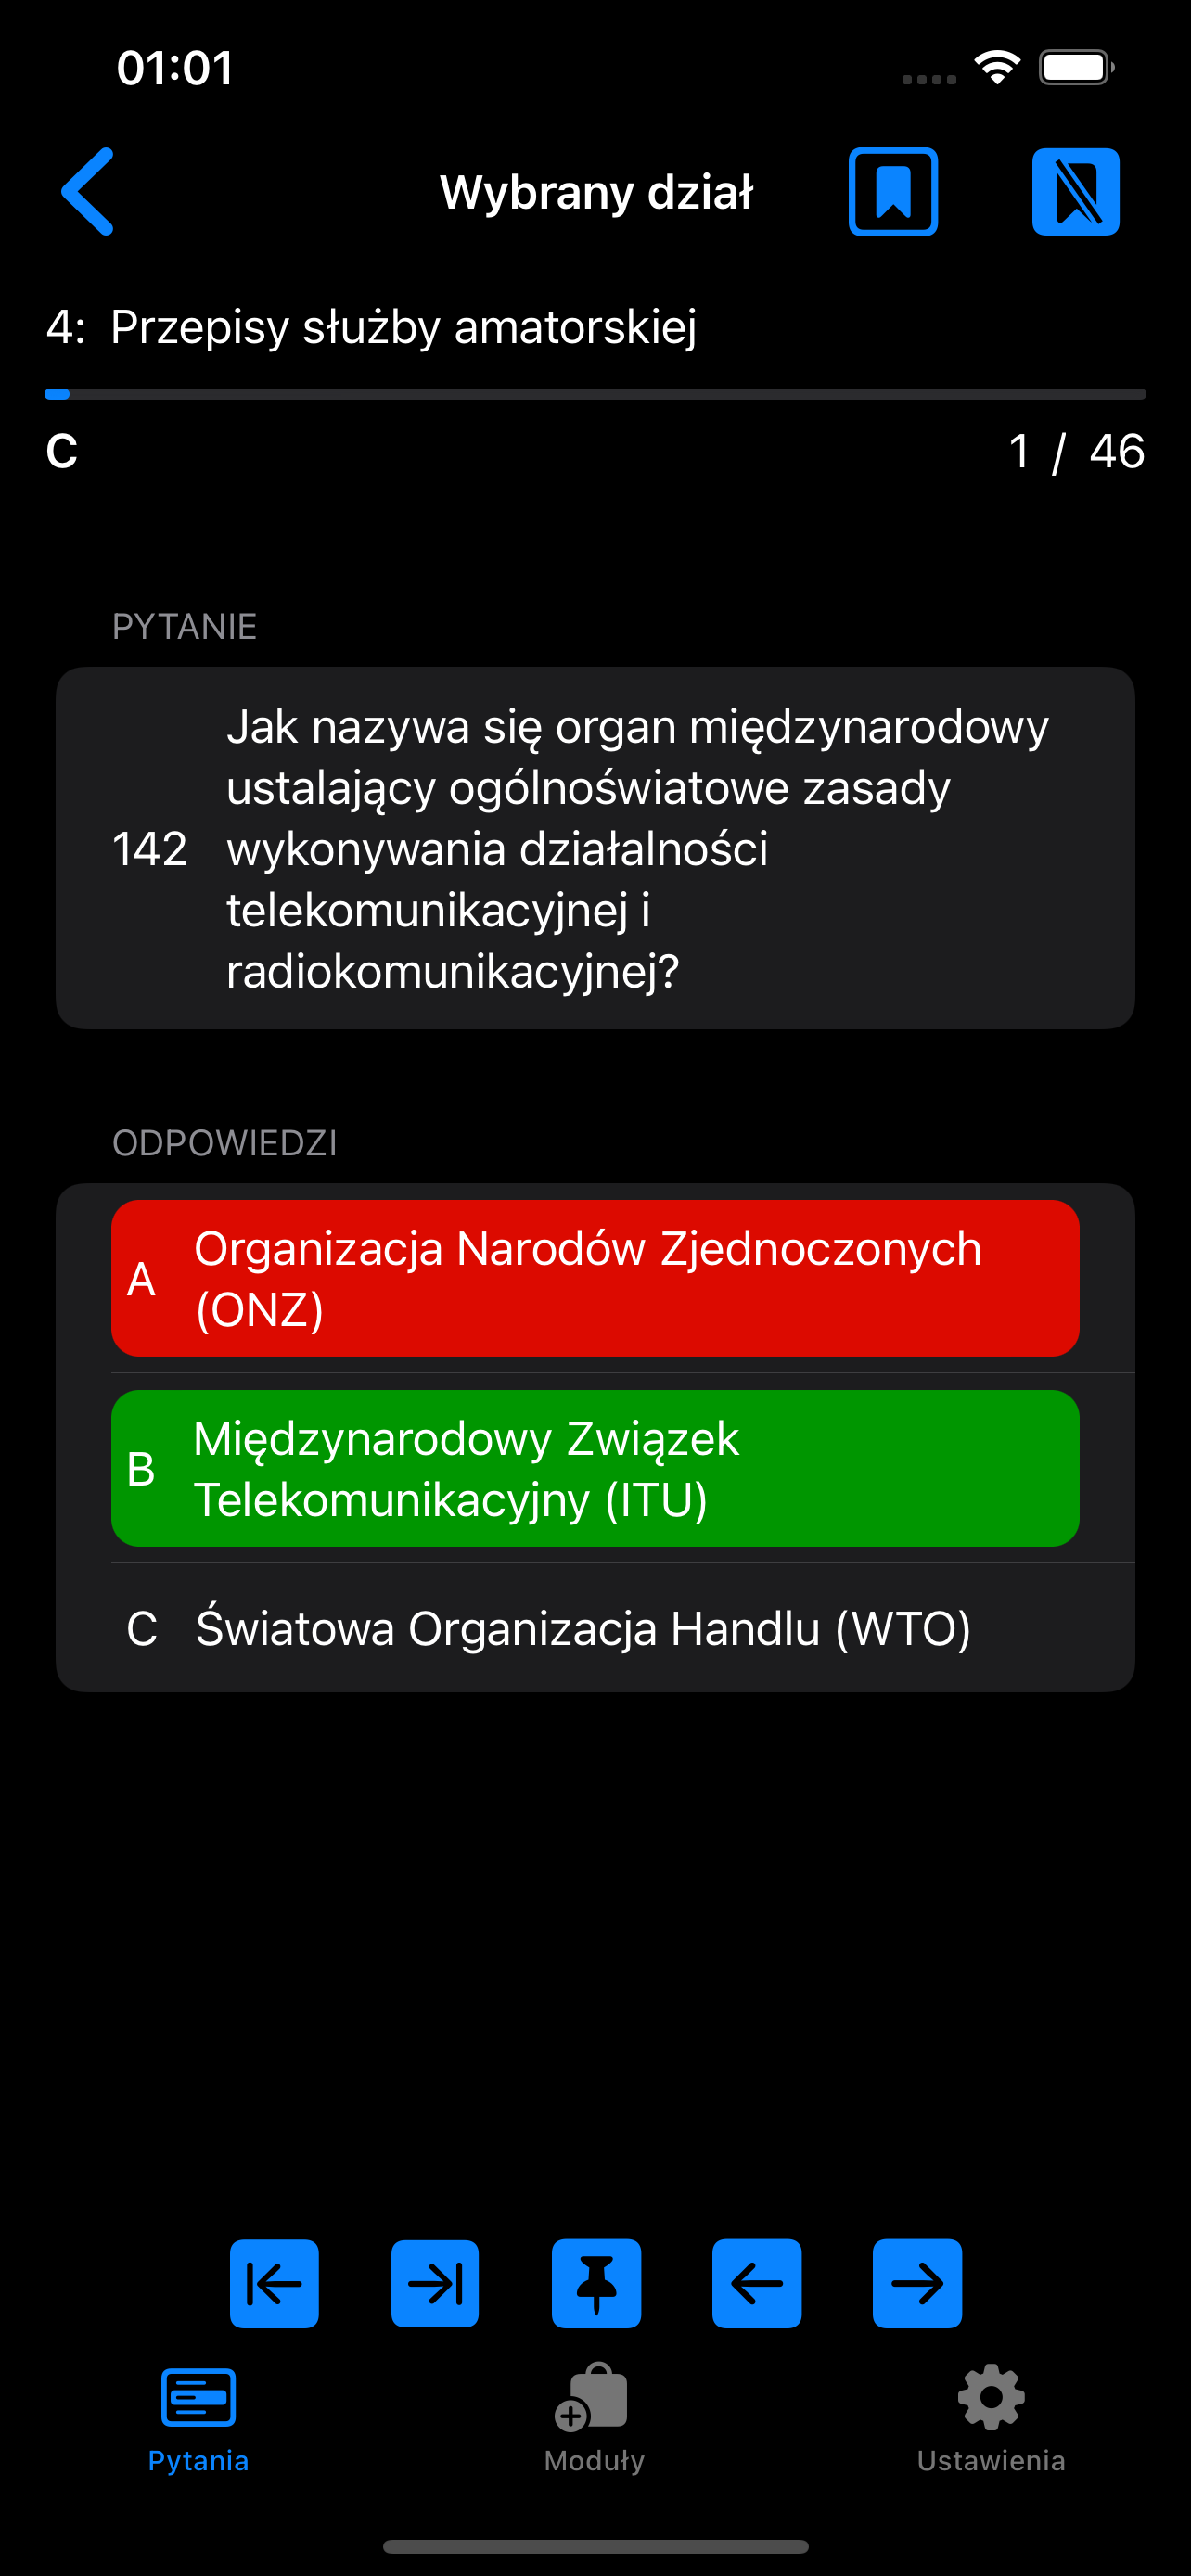 01:01
Wybrany dział
4: Przepisy służby amatorskiej
C
1 / 46
PYTANIE
142
Jak nazywa się organ międzynarodowy
ustalający ogólnoświatowe zasady
wykonywania działalności
telekomunikacyjnej i
radiokomunikacyjnej?
ODPOWIEDZI
A
Organizacja Narodów Zjednoczonych
(ONZ)
B
Międzynarodowy Związek
Telekomunikacyjny (ITU)
C Światowa Organizacja Handlu (WTO)
Pytania
Moduły
Ustawienia